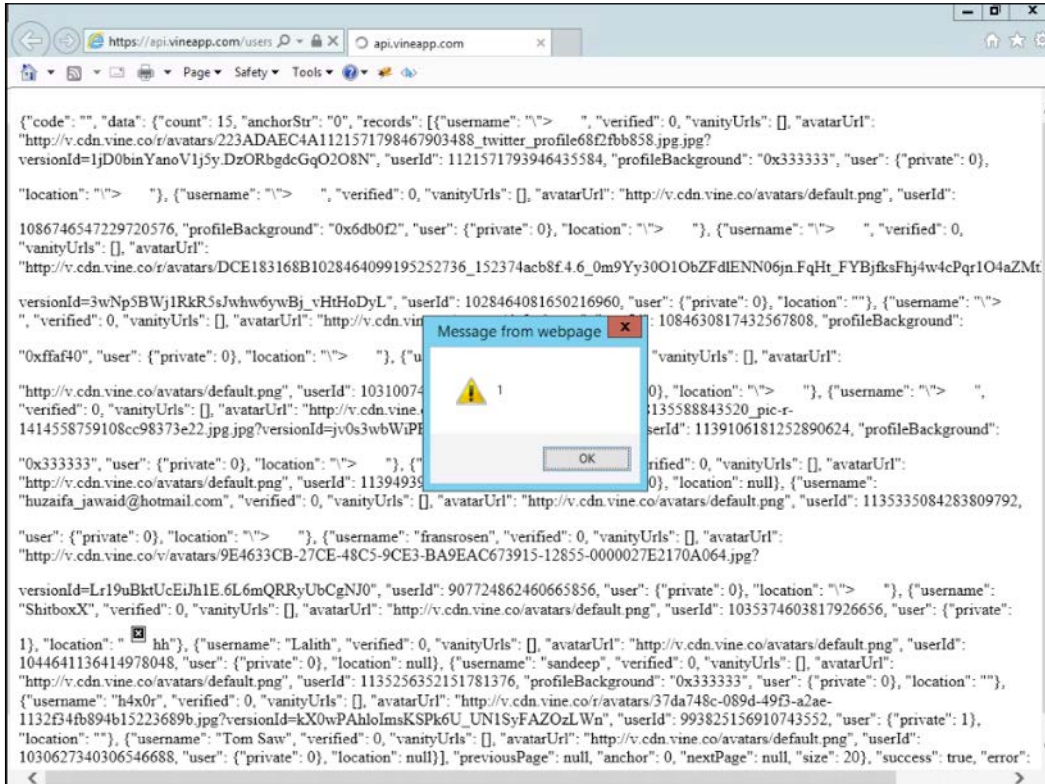 https://api.vineapp.com/users
api.vineapp.com
Page Safety Tools
{"code": "", "data": {"count": 15, "anchorStr": "0", "records": [{"username": "\"> ", "verified": 0, "vanityUrls": [], "avatarUrl":
"http://v.cdn.vine.co/r/avatars/223ADAEC4A1121571798467903488_twitter_profile68f2fbb858.jpg.jpg?
versionId=1jD0binYanoV1j5y.DzORbgdcGqO2O8N", "userId": 1121571793946435584, "profileBackground": "0x333333", "user": {"private": 0},
"location": "\"> "}, {"username": "\"> ", "verified": 0, "vanityUrls": [], "avatarUrl": "http://v.cdn.vine.co/avatars/default.png", "userId":
1086746547229720576, "profileBackground": "0x6db0f2", "user": {"private": 0}, "location": "\"> "}, {"username": "\"> ", "verified": 0,
"vanityUrls": [], "avatarUrl":
"http://v.cdn.vine.co/r/avatars/DCE183168B1028464099195252736_152374acb8f.4.6_0m9Yy30O1ObZFdlENN06jn.FqHt_FYBjfksFhj4w4cPqr1O4aZMt
versionId=3wNp5BWj1RkR5sJwhw6ywBj_vHtHoDyL", "userId": 1028464081650216960, "user": {"private": 0}, "location": ""}, {"username": "\">
", "verified": 0, "vanityUrls": [], "avatarUrl": "http://v.cdn.vin : 1084630817432567808, "profileBackground":
Message from webpage
"0xffaf40", "user": {"private": 0}, "location": "\"> "}, {"u "vanityUrls": [], "avatarUrl":
"http://v.cdn.vine.co/avatars/default.png", "userId": 10310074 0}, "location": "\"> "}, {"username": "\"> ",
1
"verified": 0, "vanityUrls": [], "avatarUrl": "http://v.cdn.vine. 8135588843520_pic-r-
1414558759108cc98373e22.jpg.jpg?versionId=jv0s3wbWiPE serId": 1139106181252890624, "profileBackground":
OK
"0x333333", "user": {"private": 0}, "location": "\"> "}, {" rified": 0, "vanityUrls": [], "avatarUrl":
"http://v.cdn.vine.co/avatars/default.png", "userId": 11394939 0}, "location": null}, {"username":
"huzaifa_jawaid@hotmail.com", "verified": 0, "vanityUrls": [], "avatarUrl": "http://v.cdn.vine.co/avatars/default.png", "userId": 1135335084283809792,
"user": {"private": 0}, "location": "\"> "}, {"username": "fransrosen", "verified": 0, "vanityUrls": [], "avatarUrl":
"http://v.cdn.vine.co/v/avatars/9E4633CB-27CE-48C5-9CE3-BA9EAC673915-12855-0000027E2170A064.jpg?
versionId=Lr19uBktUcEiJh1E.6L6mQRRyUbCgNJ0", "userId": 907724862460665856, "user": {"private": 0}, "location": "\"> "}, {"username":
"ShitboxX", "verified": 0, "vanityUrls": [], "avatarUrl": "http://v.cdn.vine.co/avatars/default.png", "userId": 1035374603817926656, "user": {"private":
1}, "location": " hh"}, {"username": "Lalith", "verified": 0, "vanityUrls": [], "avatarUrl": "http://v.cdn.vine.co/avatars/default.png", "userId":
1044641136414978048, "user": {"private": 0}, "location": null}, {"username": "sandeep", "verified": 0, "vanityUrls": [], "avatarUrl":
"http://v.cdn.vine.co/avatars/default.png", "userId": 1135256352151781376, "profileBackground": "0x333333", "user": {"private": 0}, "location": ""},
{"username": "h4x0r", "verified": 0, "vanityUrls": [], "avatarUrl": "http://v.cdn.vine.co/r/avatars/37da748c-089d-49f3-a2ae-
1132f34fb894b15223689b.jpg?versionId=kX0wPAhloImsKSPk6U_UN1SyFAZOzLWn", "userId": 993825156910743552, "user": {"private": 1},
"location": ""}, {"username": "Tom Saw", "verified": 0, "vanityUrls": [], "avatarUrl": "http://v.cdn.vine.co/avatars/default.png", "userId":
1030627340306546688, "user": {"private": 0}, "location": null}], "previousPage": null, "anchor": 0, "nextPage": null, "size": 20}, "success": true, "error":